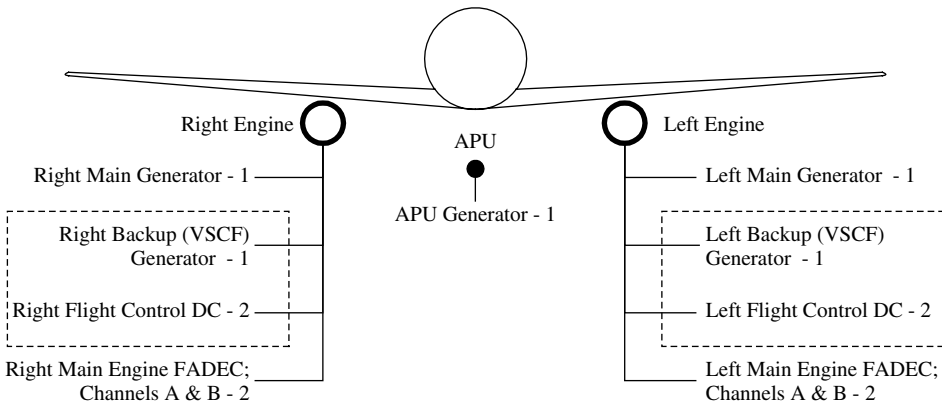 Right Engine
Left Engine
APU
Right Main Generator - 1
Left Main Generator - 1
APU Generator - 1
Right Backup (VSCF)
Generator - 1
Left Backup (VSCF)
Generator - 1
Right Flight Control DC - 2
Left Flight Control DC - 2
Right Main Engine FADEC;
Channels A & B - 2
Left Main Engine FADEC;
Channels A & B - 2